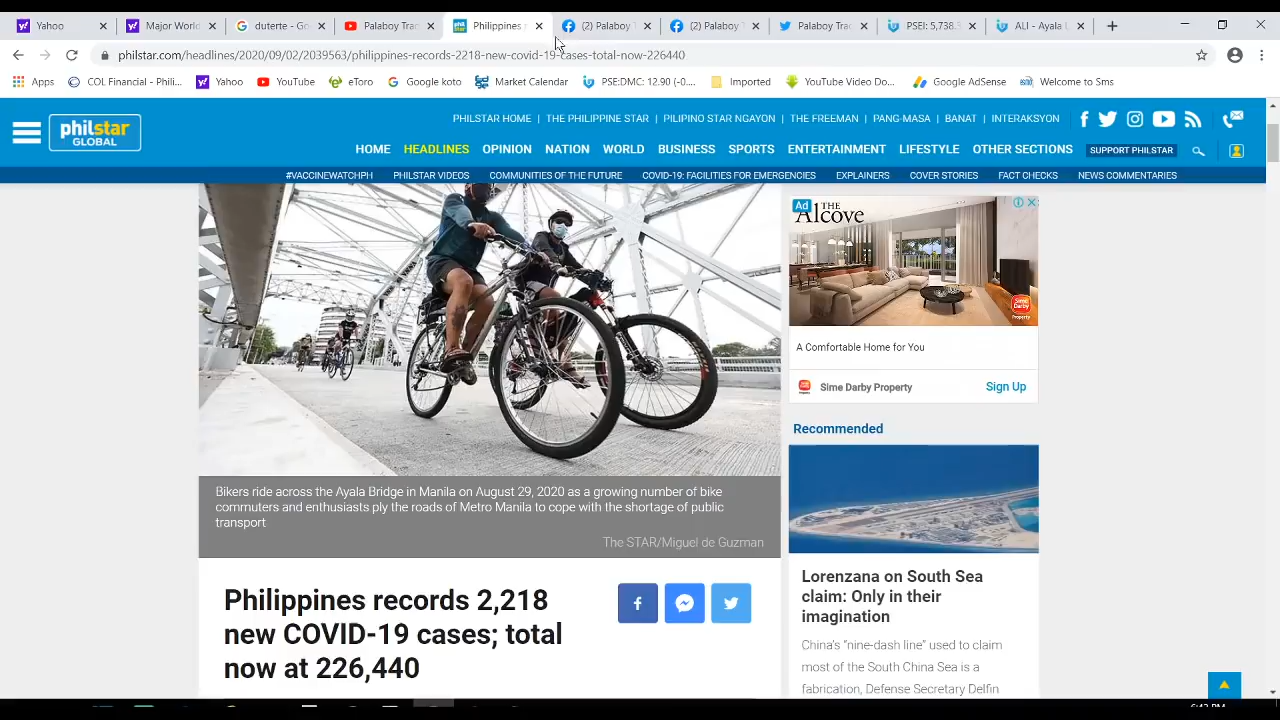 Yahoo
Major World
duterte - Go
Palaboy Trad
Philippines r
(2) Palaboy T
(2) Palaboy T
Palaboy Trad
PSEI: 5,738.3
ALI - Ayala L
philstar.com/headlines/2020/09/02/2039563/philippines-records-2218-new-covid-19-cases-total-now-226440
Apps
COL Financial - Phili...
Yahoo
YouTube
eToro
Google koto
Market Calendar
PSE:DMC: 12.90 (-0....
Imported
YouTube Video Do...
Google AdSense
Welcome to Sms
philstar
GLOBAL
PHILSTAR HOME | THE PHILIPPINE STAR | PILIPINO STAR NGAYON | THE FREEMAN | PANG-MASA | BANAT | INTERAKSYON
HOME HEADLINES OPINION NATION WORLD BUSINESS SPORTS ENTERTAINMENT LIFESTYLE OTHER SECTIONS SUPPORT PHILSTAR
#VACCINEWATCHPH PHILSTAR VIDEOS COMMUNITIES OF THE FUTURE COVID-19: FACILITIES FOR EMERGENCIES EXPLAINERS COVER STORIES FACT CHECKS NEWS COMMENTARIES
Bikers ride across the Ayala Bridge in Manila on August 29, 2020 as a growing number of bike
commuters and enthusiasts ply the roads of Metro Manila to cope with the shortage of public
transport
The STAR/Miguel de Guzman
Philippines records 2,218
new COVID-19 cases; total
now at 226,440
Ad
THE
Alcove
Sime Darby
Property
A Comfortable Home for You
Sime Darby Property
Sign Up
Recommended
Lorenzana on South Sea
claim: Only in their
imagination
China's "nine-dash line" used to claim
most of the South China Sea is a
fabrication, Defense Secretary Delfin